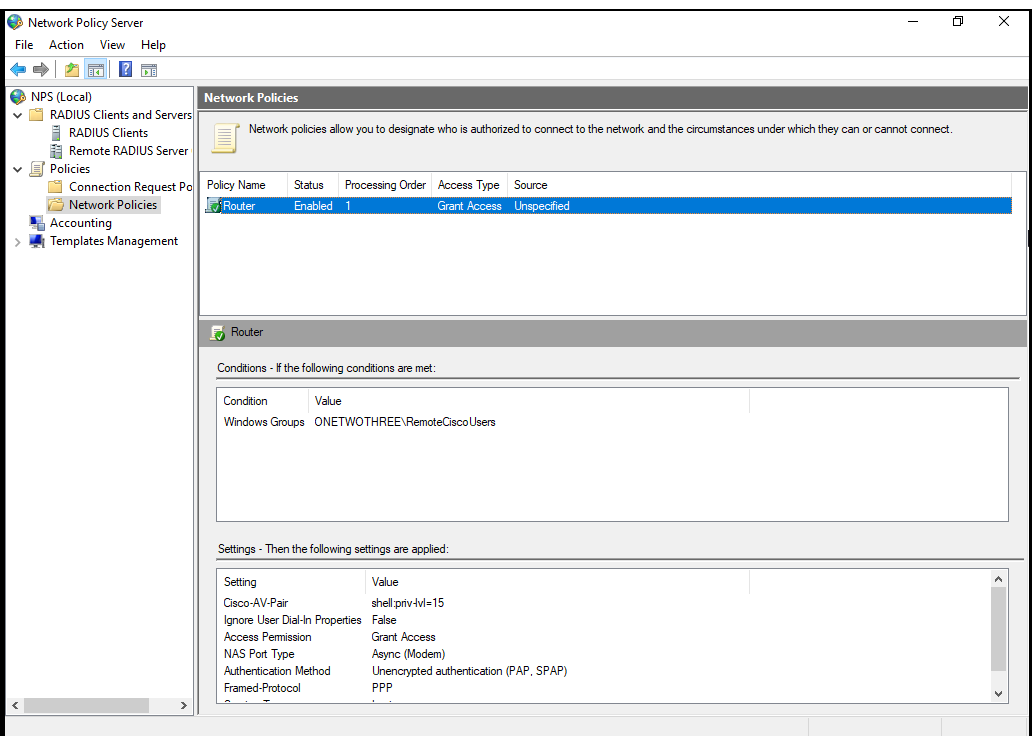 Network Policy Server
File Action View Help
NPS (Local)
RADIUS Clients and Servers
RADIUS Clients
Remote RADIUS Server
Policies
Connection Request Po
Network Policies
Accounting
Templates Management
Network Policies
Network policies allow you to designate who is authorized to connect to the network and the circumstances under which they can or cannot connect.
Policy Name Status Processing Order Access Type Source
Router Enabled 1 Grant Access Unspecified
Router
Conditions - If the following conditions are met:
Condition Value
Windows Groups ONETWOTHREE\RemoteCiscoUsers
Settings - Then the following settings are applied:
Setting Value
Cisco-AV-Pair shell:priv-lvl=15
Ignore User Dial-In Properties False
Access Permission Grant Access
NAS Port Type Async (Modem)
Authentication Method Unencrypted authentication (PAP, SPAP)
Framed-Protocol PPP